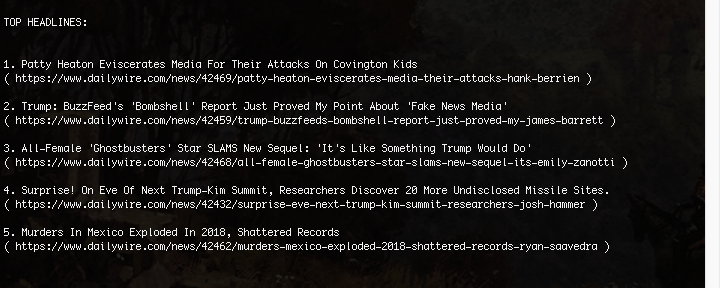 TOP HEADLINES:
1. Patty Heaton Eviscerates Media For Their Attacks On Covington Kids
( https://www.dailywire.com/news/42469/patty-heaton-eviscerates-media-their-attacks-hank-berrien )
2. Trump: BuzzFeed's 'Bombshell' Report Just Proved My Point About 'Fake News Media'
( https://www.dailywire.com/news/42459/trump-buzzfeeds-bombshell-report-just-proved-my-james-barrett )
3. All-Female 'Ghostbusters' Star SLAMS New Sequel: 'It's Like Something Trump Would Do'
( https://www.dailywire.com/news/42468/all-female-ghostbusters-star-slams-new-sequel-its-emily-zanotti )
4. Surprise! On Eve Of Next Trump-Kim Summit, Researchers Discover 20 More Undisclosed Missile Sites.
( https://www.dailywire.com/news/42432/surprise-eve-next-trump-kim-summit-researchers-josh-hammer )
5. Murders In Mexico Exploded In 2018, Shattered Records
( https://www.dailywire.com/news/42462/murders-mexico-exploded-2018-shattered-records-ryan-saavedra )